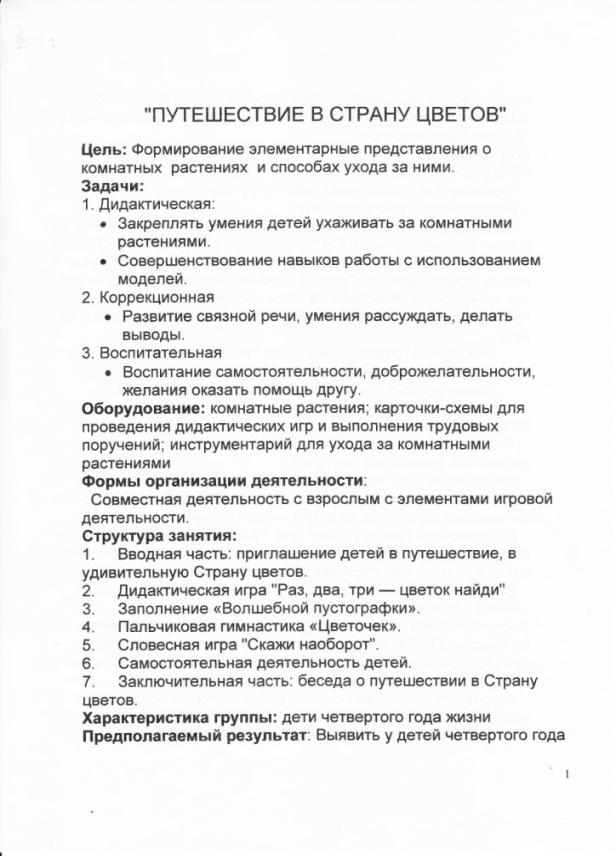 "ПУТЕШЕСТВИЕ В СТРАНУ ЦВЕТОВ"
Цель: Формирование элементарные представления о
комнатных растениях и способах ухода за ними.
Задачи:
1. Дидактическая:
• Закреплять умения детей ухаживать за комнатными
растениями.
• Совершенствование навыков работы с использованием
моделей.
2. Коррекционная
• Развитие связной речи, умения рассуждать, делать
выводы.
3. Воспитательная
• Воспитание самостоятельности, доброжелательности,
желания оказать помощь другу.
Оборудование: комнатные растения; карточки-схемы для
проведения дидактических игр и выполнения трудовых
поручений; инструментарий для ухода за комнатными
растениями
Формы организации деятельности:
Совместная деятельность с взрослым с элементами игровой
деятельности.
Структура занятия:
1. Вводная часть: приглашение детей в путешествие, в
удивительную Страну цветов.
2. Дидактическая игра "Раз, два, три — цветок найди"
3. Заполнение «Волшебной пустографки».
4. Пальчиковая гимнастика «Цветочек».
5. Словесная игра "Скажи наоборот".
6. Самостоятельная деятельность детей.
7. Заключительная часть: беседа о путешествии в Страну
цветов.
Характеристика группы: дети четвертого года жизни
Предполагаемый результат: Выявить у детей четвертого года
1